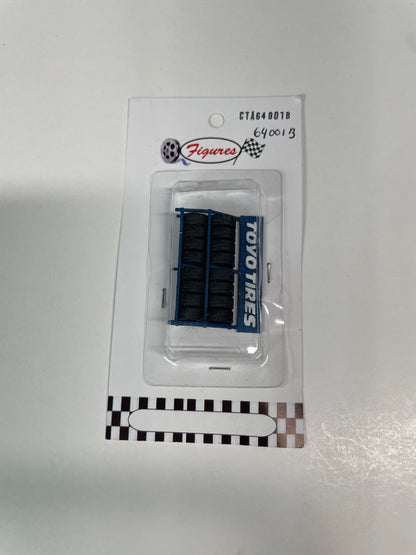 CTA64001B
64001B
Figures
TOYO TIRES